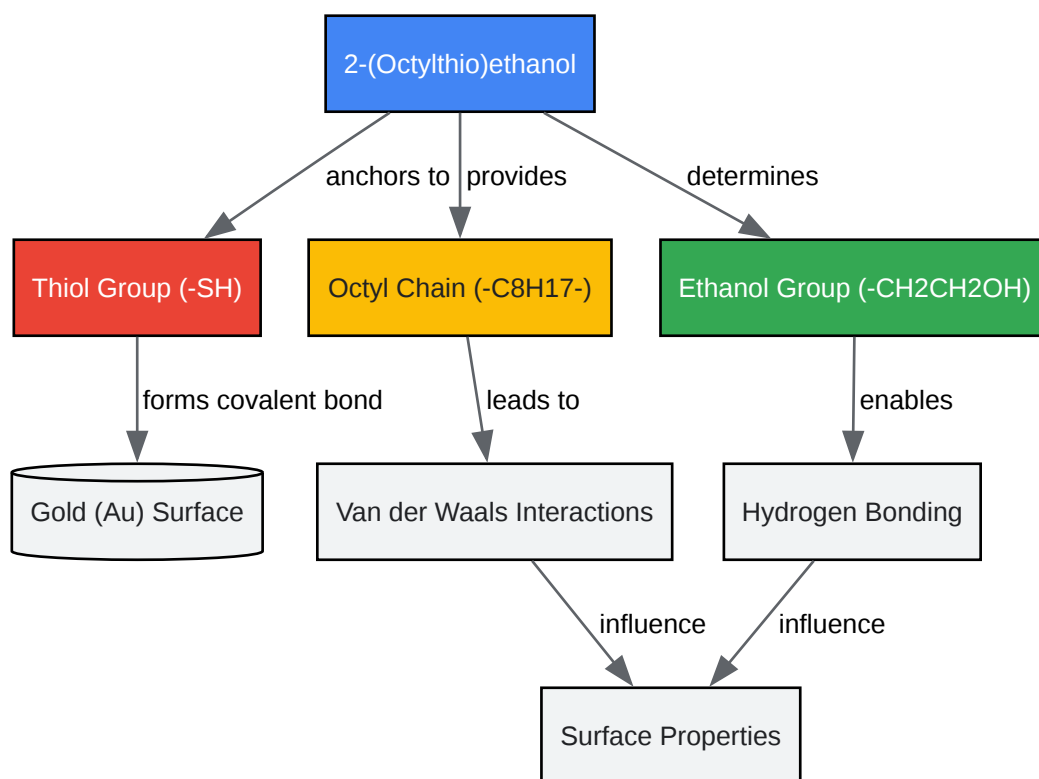 2-(Octylthio)ethanol
anchors to
provides
determines
Thiol Group (-SH)
Octyl Chain (-C8H17-)
Ethanol Group (-CH2CH2OH)
forms covalent bond
leads to
enables
Gold (Au) Surface
Van der Waals Interactions
Hydrogen Bonding
influence
influence
Surface Properties